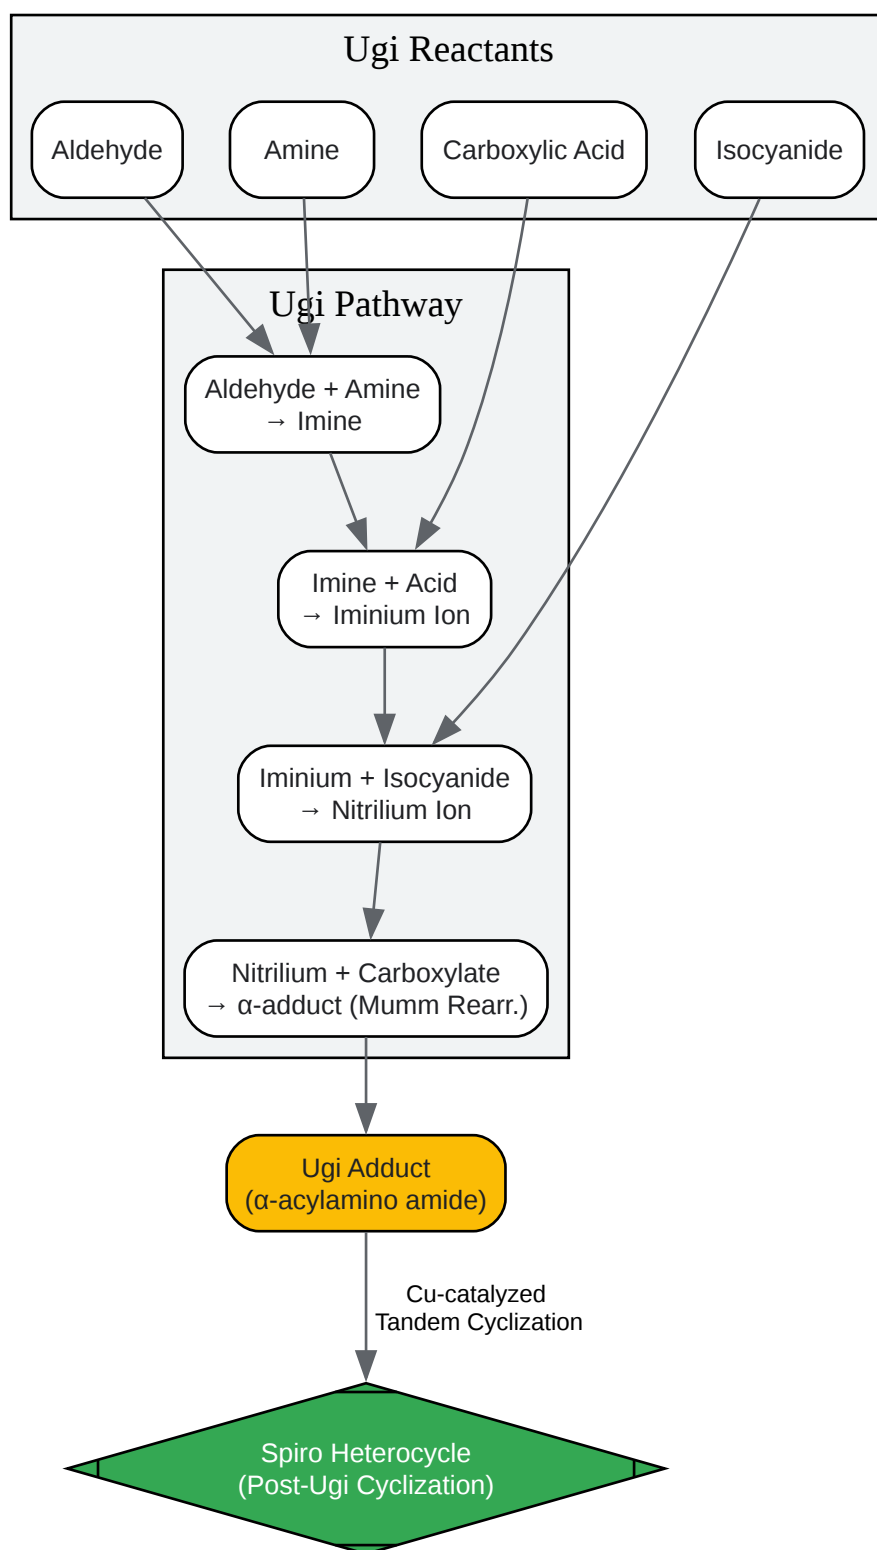 Ugi Reactants
Aldehyde
Amine
Carboxylic Acid
Isocyanide
Ugi Pathway
Aldehyde + Amine
→ Imine
Imine + Acid
→ Iminium Ion
Iminium + Isocyanide
→ Nitrilium Ion
Nitrilium + Carboxylate
→ α-adduct (Mumm Rearr.)
Ugi Adduct
(α-acylamino amide)
Cu-catalyzed
Tandem Cyclization
Spiro Heterocycle
(Post-Ugi Cyclization)